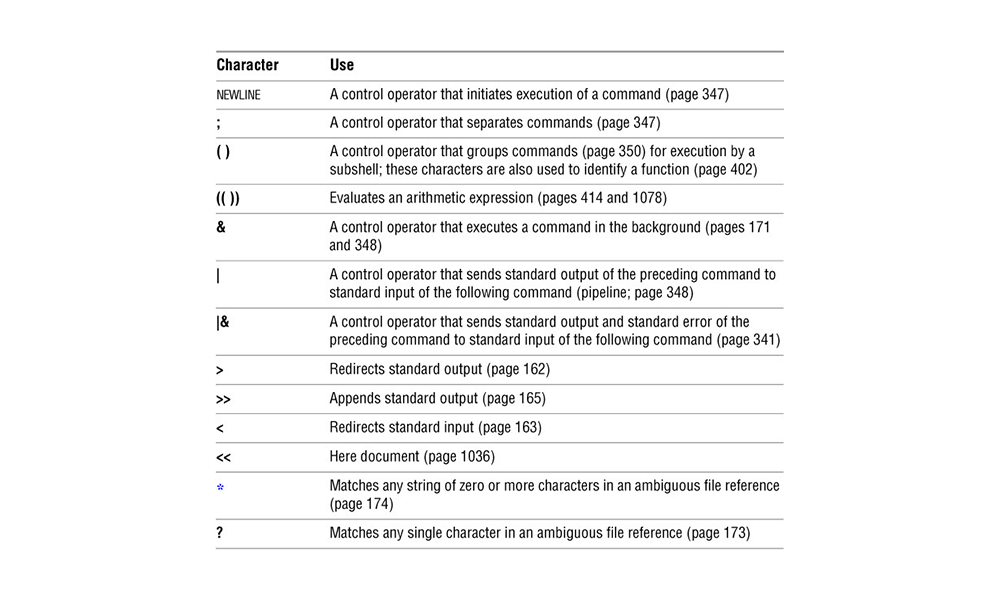 Character Use
NEWLINE A control operator that initiates execution of a command (page 347)
; A control operator that separates commands (page 347)
( ) A control operator that groups commands (page 350) for execution by a
subshell; these characters are also used to identify a function (page 402)
(( )) Evaluates an arithmetic expression (pages 414 and 1078)
& A control operator that executes a command in the background (pages 171
and 348)
| A control operator that sends standard output of the preceding command to
standard input of the following command (pipeline; page 348)
|& A control operator that sends standard output and standard error of the
preceding command to standard input of the following command (page 341)
> Redirects standard output (page 162)
>> Appends standard output (page 165)
< Redirects standard input (page 163)
<< Here document (page 1036)
* Matches any string of zero or more characters in an ambiguous file reference
(page 174)
? Matches any single character in an ambiguous file reference (page 173)